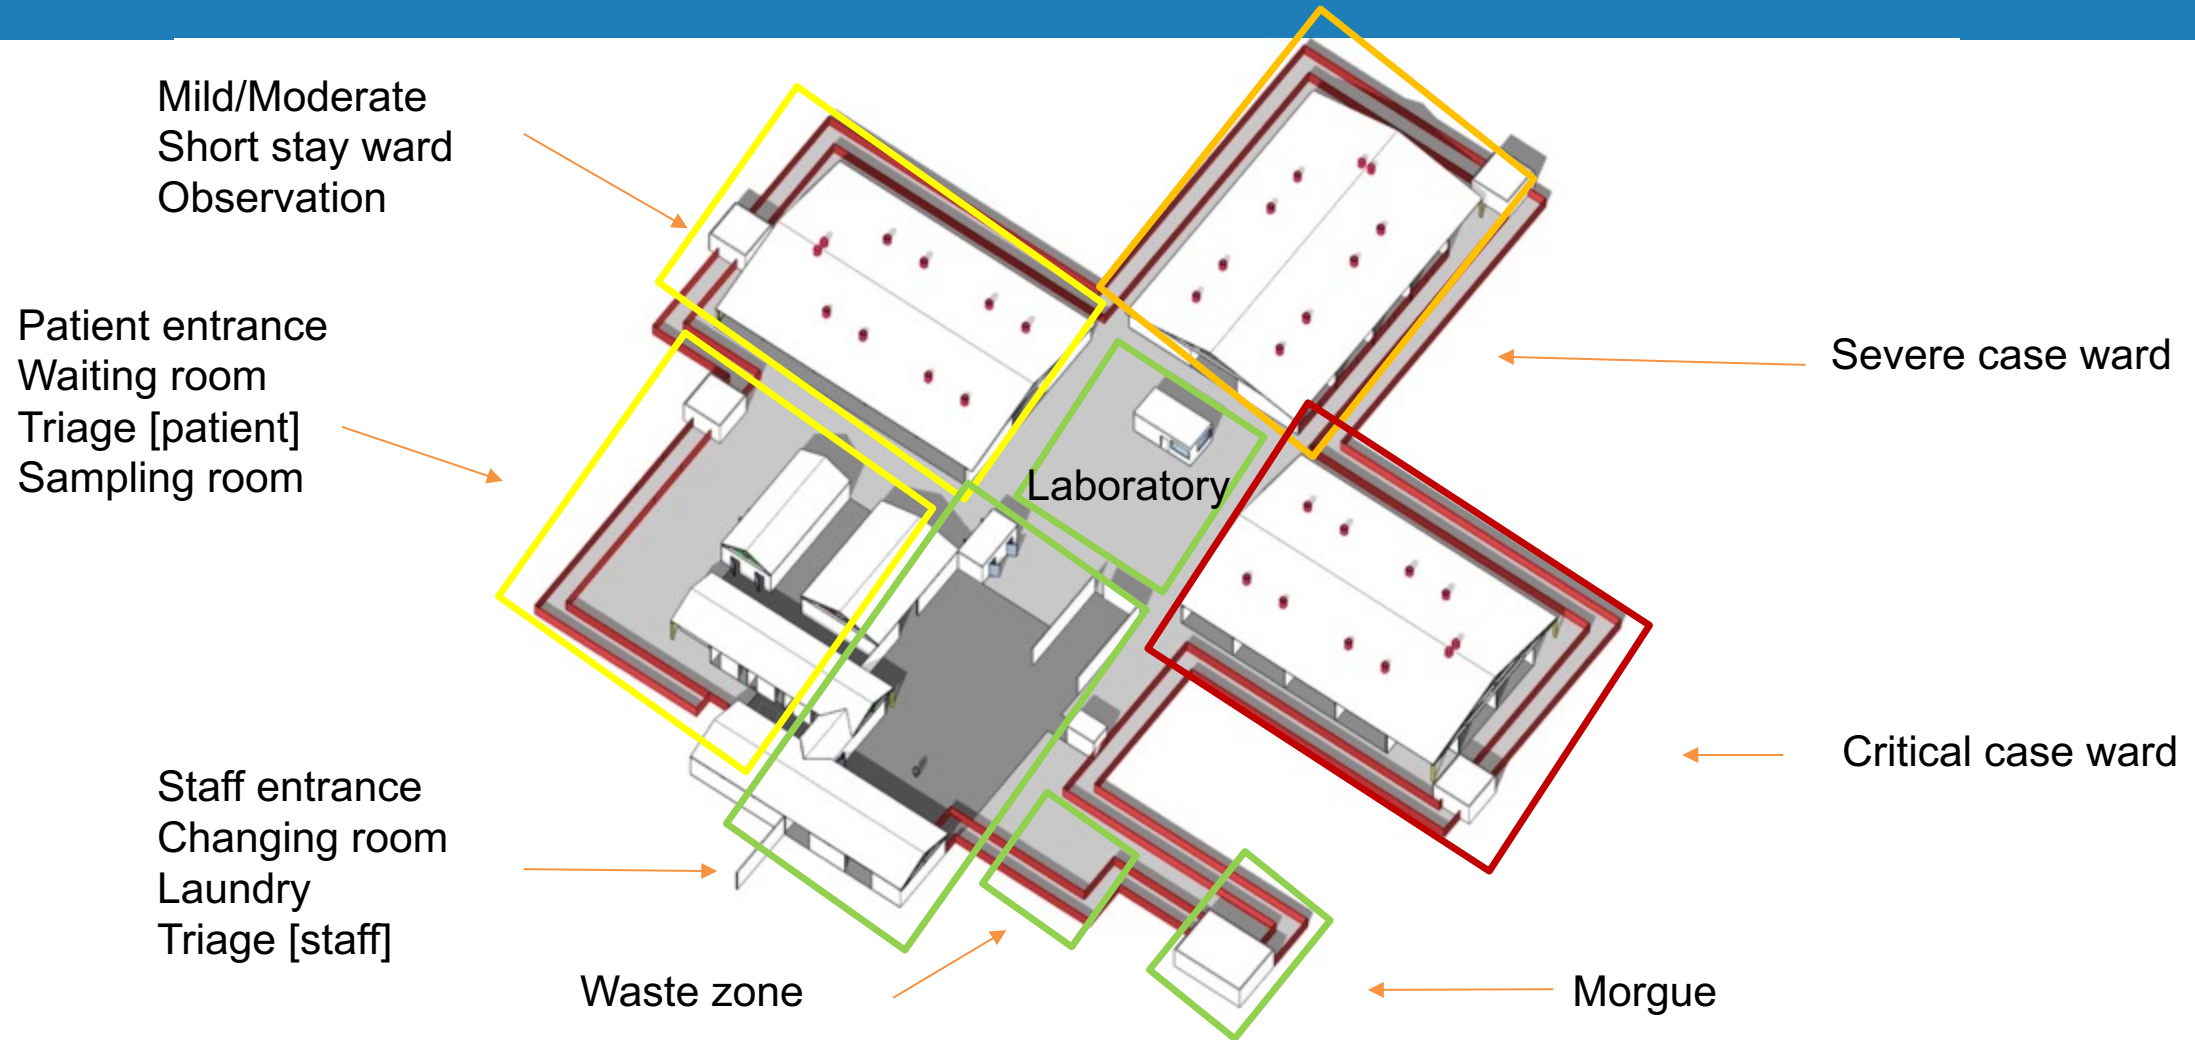 Mild/Moderate
Short stay ward
Observation
Patient entrance
Waiting room
Triage [patient]
Sampling room
Severe case ward
Laboratory
Critical case ward
Staff entrance
Changing room
Laundry
Triage [staff]
Waste zone
Morgue